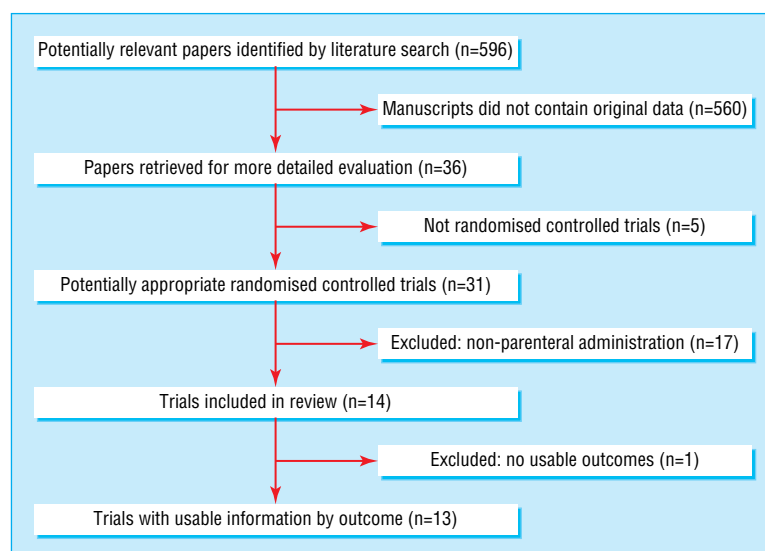 Potentially relevant papers identified by literature search (n=596)
Manuscripts did not contain original data (n=560)
Papers retrieved for more detailed evaluation (n=36)
Not randomised controlled trials (n=5)
Potentially appropriate randomised controlled trials (n=31)
Excluded: non-parenteral administration (n=17)
Trials included in review (n=14)
Excluded: no usable outcomes (n=1)
Trials with usable information by outcome (n=13)